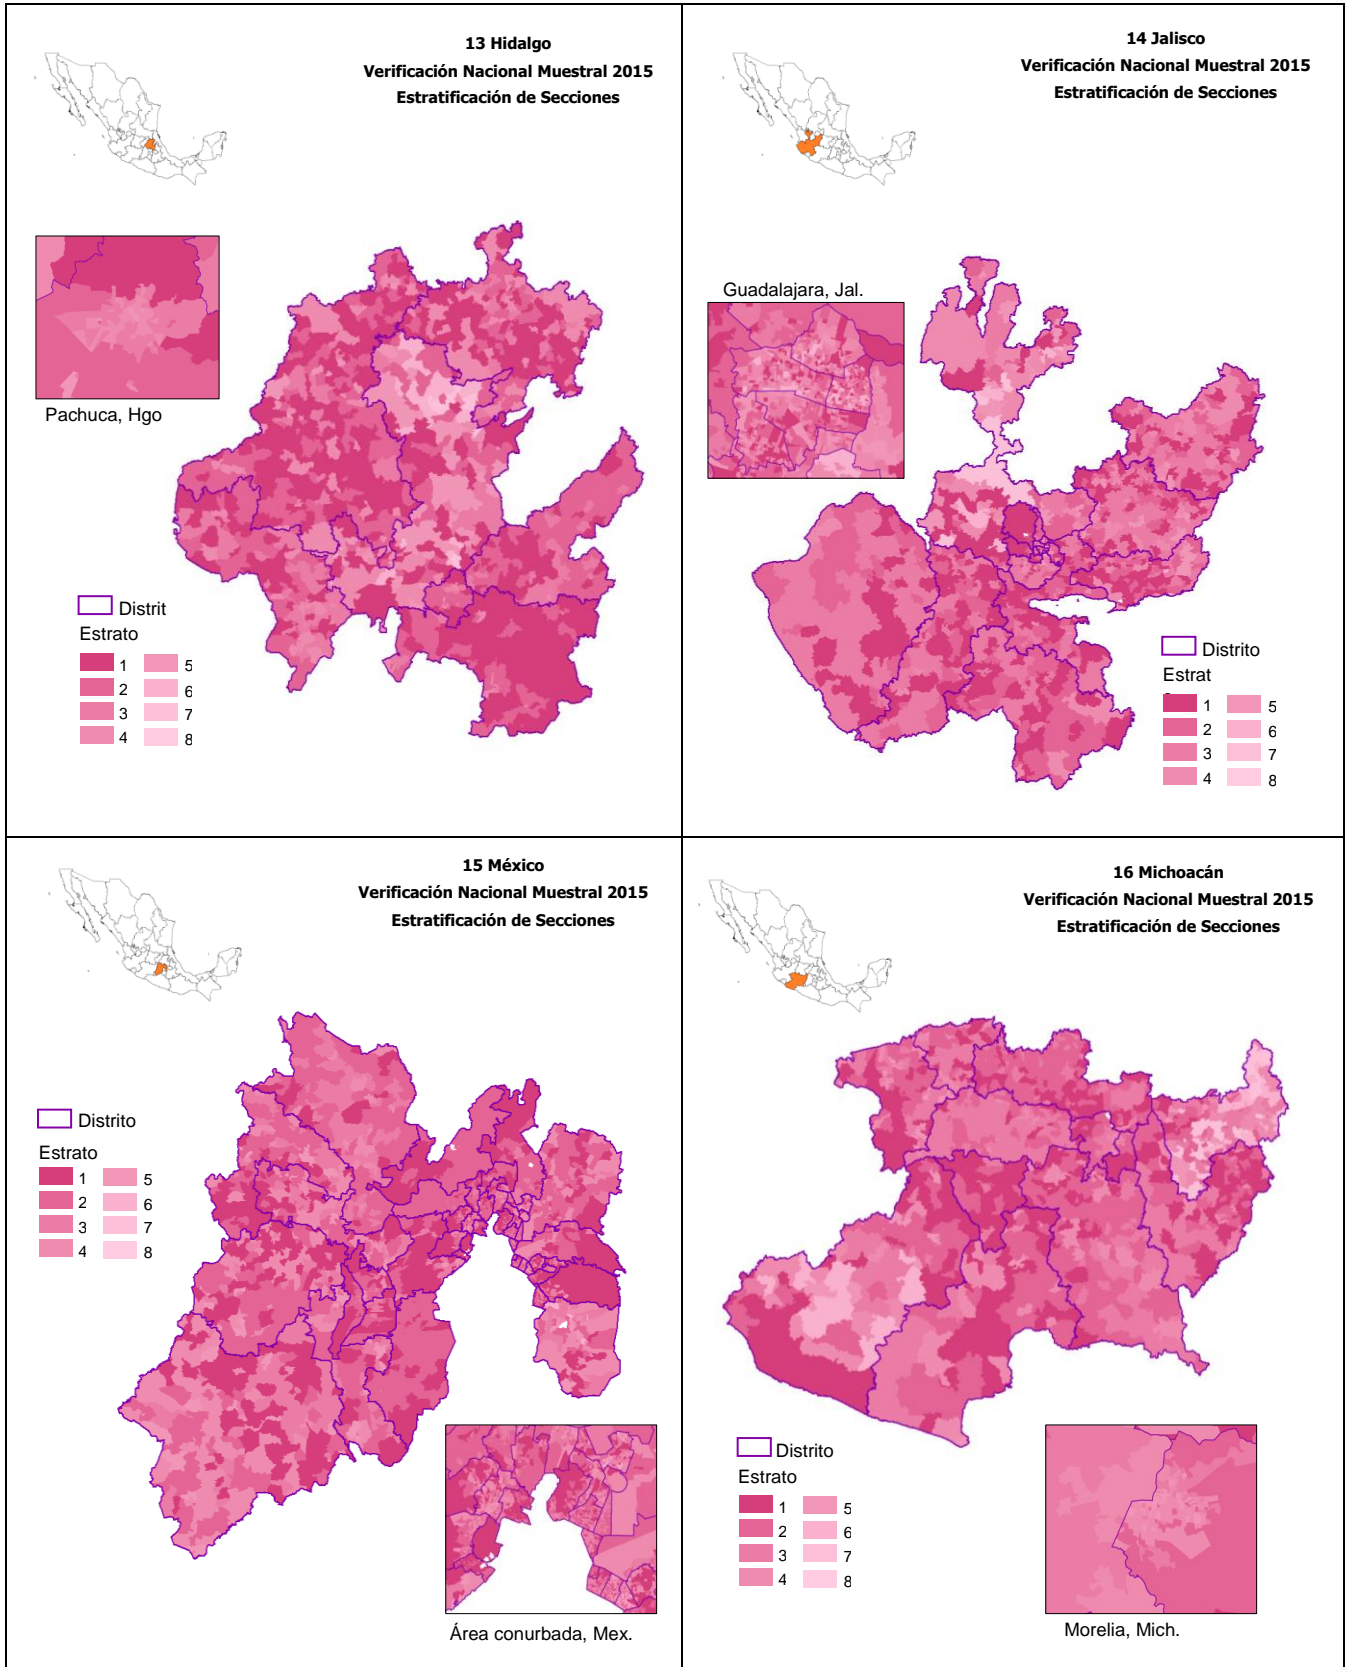 13 Hidalgo
Verificación Nacional Muestral 2015
Estratificación de Secciones
Pachuca, Hgo
Distrit
Estrato
1 5
2 6
3 7
4 8
14 Jalisco
Verificación Nacional Muestral 2015
Estratificación de Secciones
Guadalajara, Jal.
Distrito
Estrat
1 5
2 6
3 7
4 8
15 México
Verificación Nacional Muestral 2015
Estratificación de Secciones
Distrito
Estrato
1 5
2 6
3 7
4 8
Área conurbada, Mex.
16 Michoacán
Verificación Nacional Muestral 2015
Estratificación de Secciones
Distrito
Estrato
1 5
2 6
3 7
4 8
Morelia, Mich.